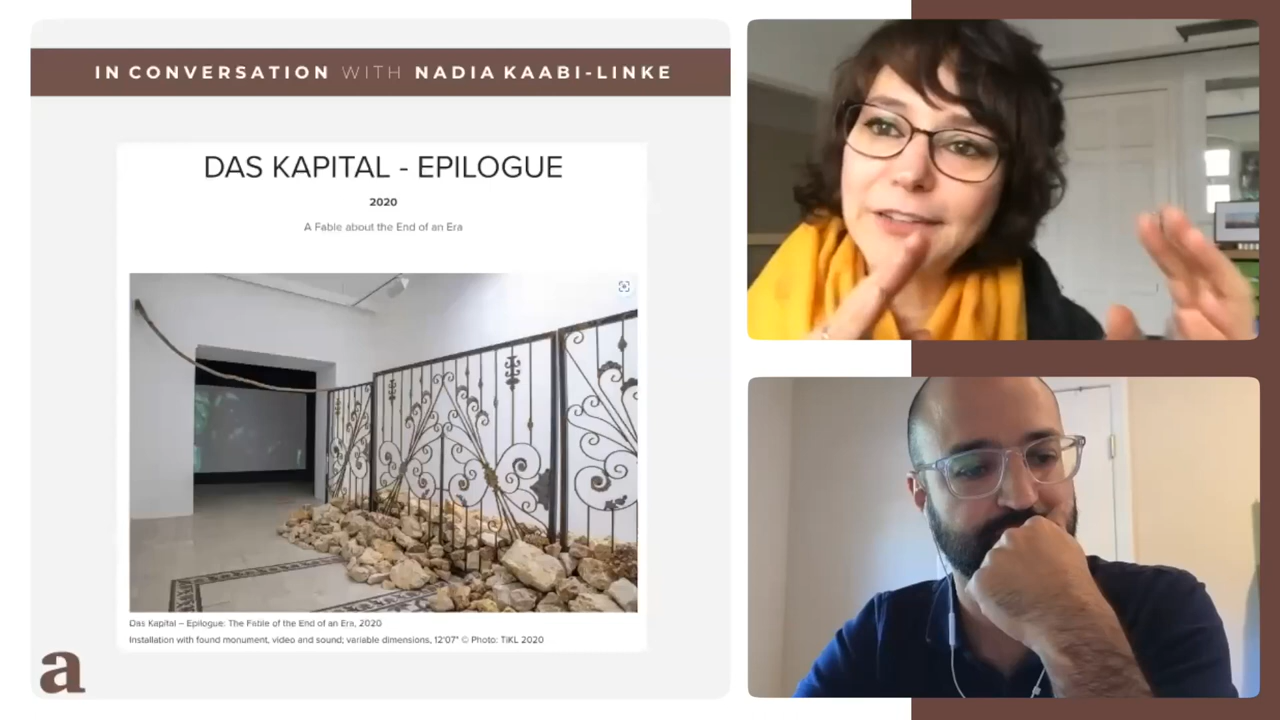 IN CONVERSATION WITH NADIA KAABI-LINKE
DAS KAPITAL - EPILOGUE
2020
A Fable about the End of an Era
Das Kapital – Epilogue: The Fable of the End of an Era, 2020
Installation with found monument, video and sound; variable dimensions, 12'07" © Photo: TiKL 2020
a